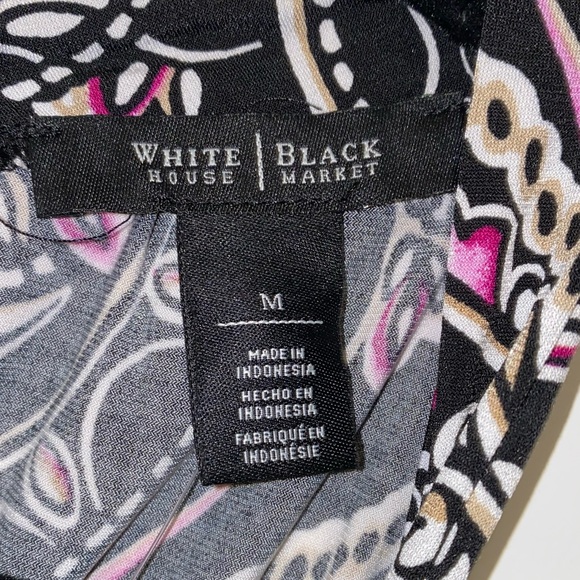 WHITE | BLACK
HOUSE | MARKET
M
MADE IN
INDONESIA
HECHO EN
INDONESIA
FABRIQUÉ EN
INDONÉSIE